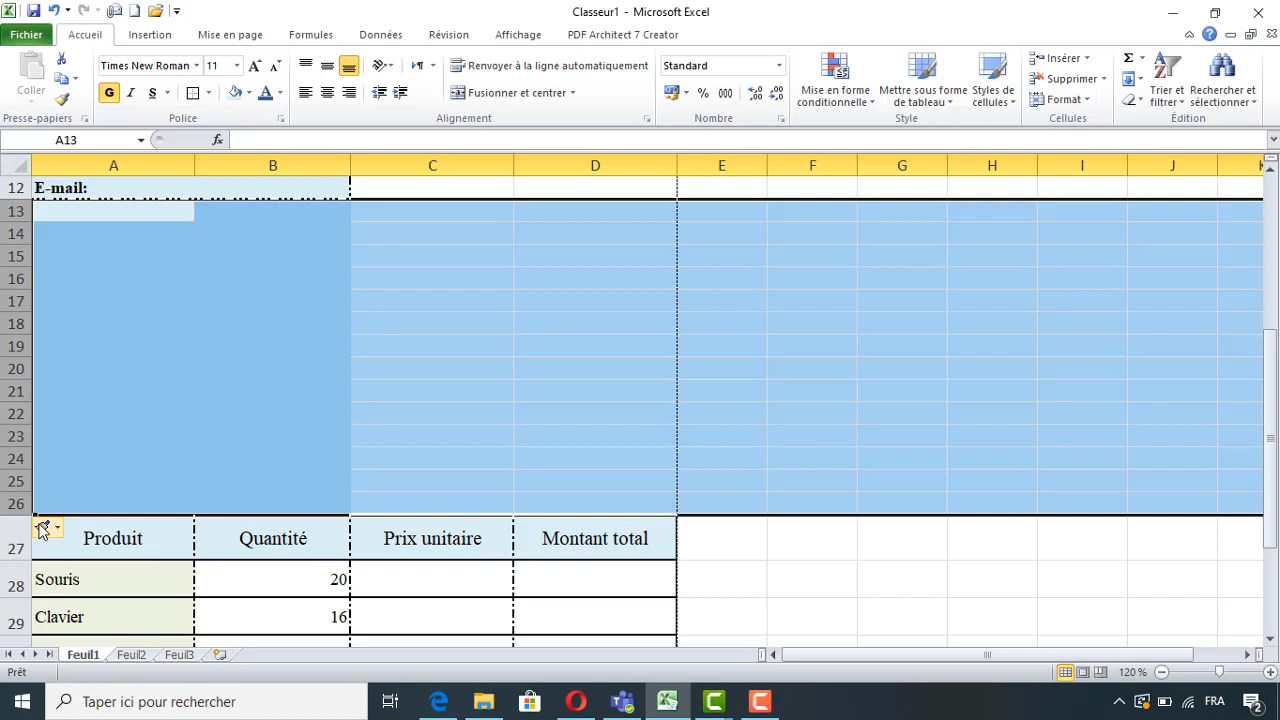 Classeur1 - Microsoft Excel
Fichier Accueil Insertion Mise en page Formules Données Révision Affichage PDF Architect 7 Creator
Coller
Times New Roman 11
G I S
Renvoyer à la ligne automatiquement
Fusionner et centrer
Standard
% 000
Mise en forme conditionnelle
Mettre sous forme de tableau
Styles de cellules
Insérer
Supprimer
Format
Trier et filtrer
Rechercher et sélectionner
Presse-papiers Police Alignement Nombre Style Cellules Édition
A13 fx
A B C D E F G H I J K
12 E-mail:
13
14
15
16
17
18
19
20
21
22
23
24
25
26
27 Produit Quantité Prix unitaire Montant total
28 Souris 20
29 Clavier 16
Feuil1 Feuil2 Feuil3
Prêt 120 %
Taper ici pour rechercher FRA 2